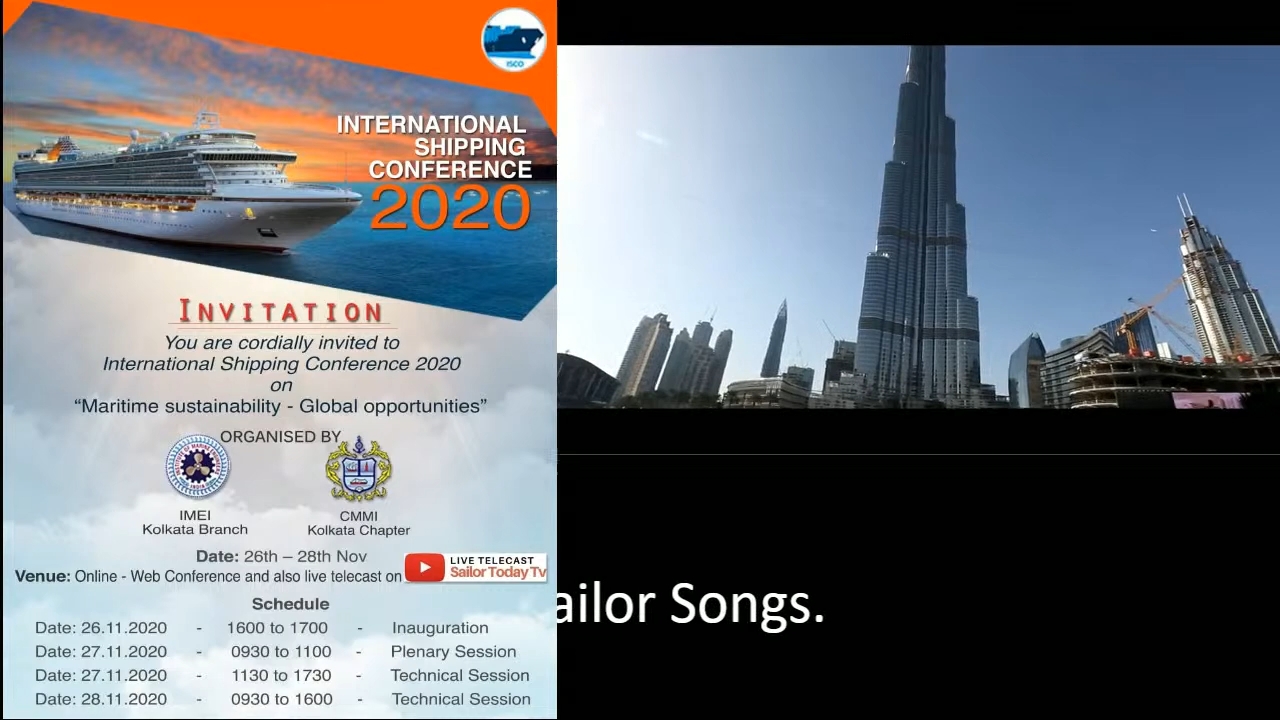 ISCO
INTERNATIONAL
SHIPPING
CONFERENCE
2020
INVITATION
You are cordially invited to
International Shipping Conference 2020
on
“Maritime sustainability - Global opportunities”
ORGANISED BY
IMEI
Kolkata Branch
CMMI
Kolkata Chapter
Date: 26th – 28th Nov
Venue: Online - Web Conference and also live telecast on
LIVE TELECAST
Sailor Today Tv
Schedule
Date: 26.11.2020 - 1600 to 1700 - Inauguration
Date: 27.11.2020 - 0930 to 1100 - Plenary Session
Date: 27.11.2020 - 1130 to 1730 - Technical Session
Date: 28.11.2020 - 0930 to 1600 - Technical Session
ailor Songs.